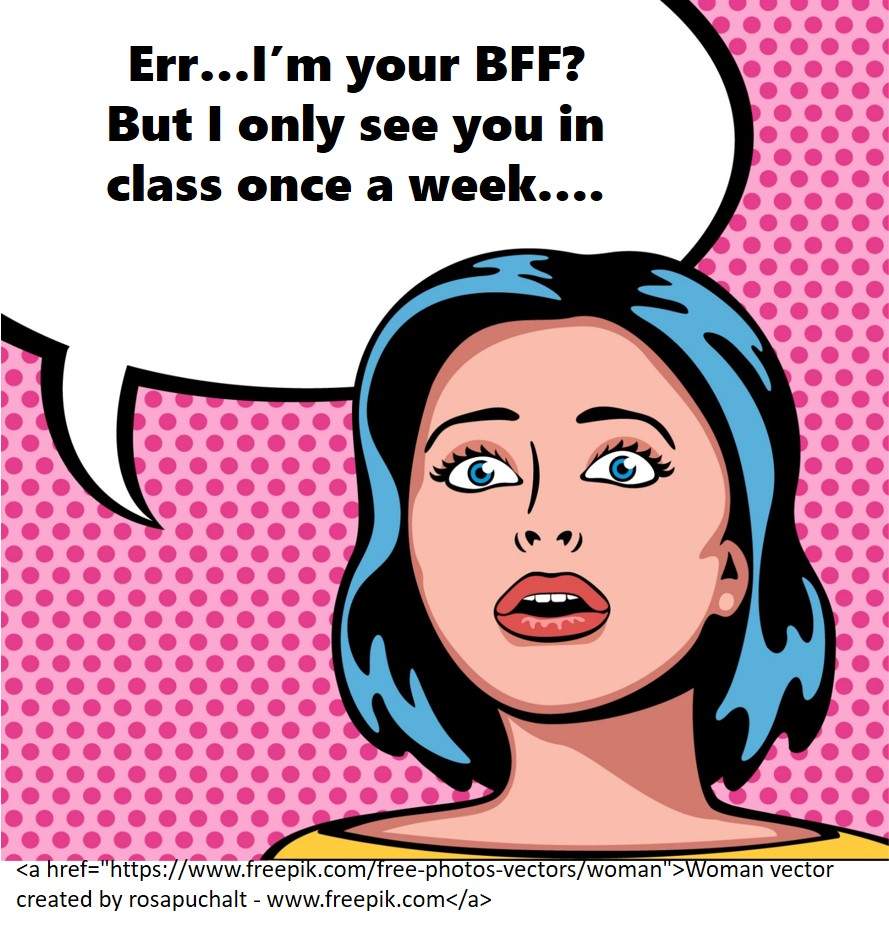 Err...I´m your BFF?
But I only see you in
class once a week....
<a href="https://www.freepik.com/free-photos-vectors/woman">Woman vector
created by rosapuchalt - www.freepik.com</a>